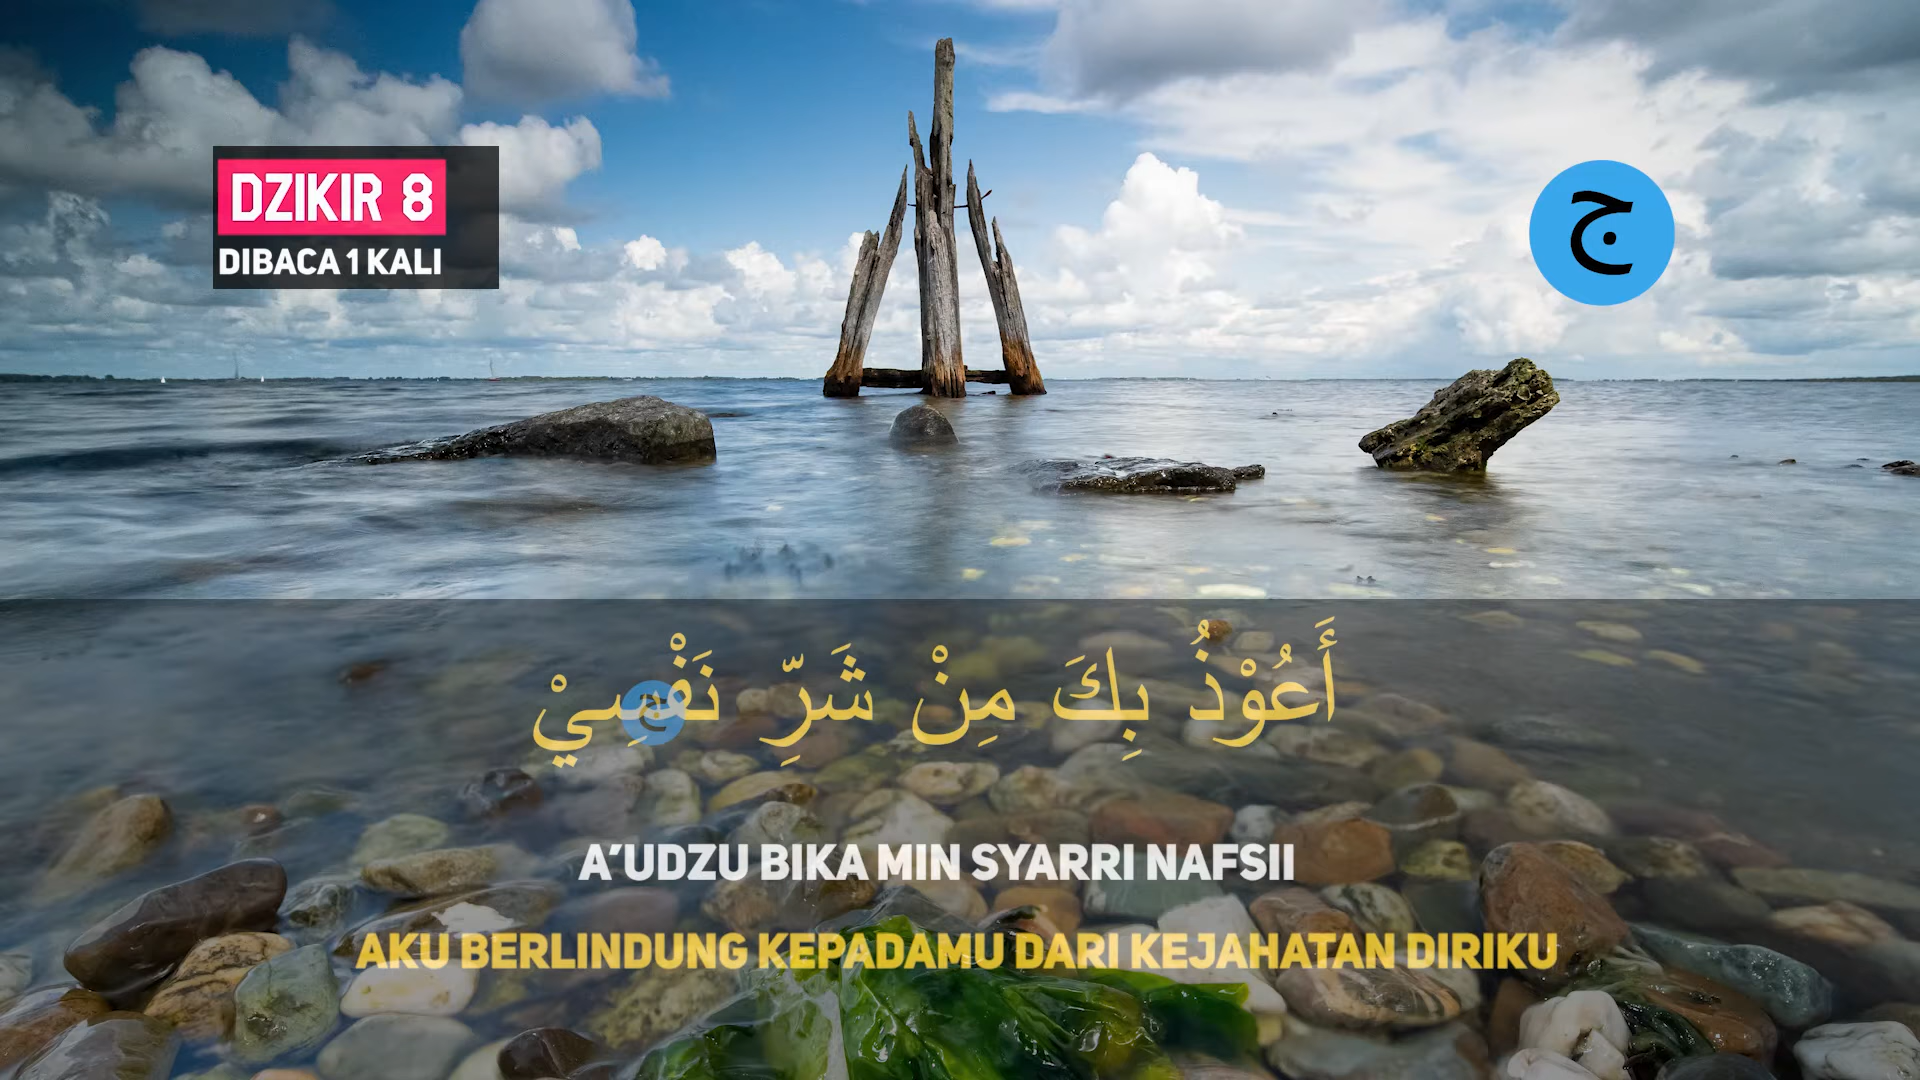 DZIKIR 8
DIBACA 1 KALI
ج
أَعُوْذُ بِكَ مِنْ شَرِّ نَفْسِيْ
ج
A'UDZU BIKA MIN SYARRI NAFSII
AKU BERLINDUNG KEPADAMU DARI KEJAHATAN DIRIKU